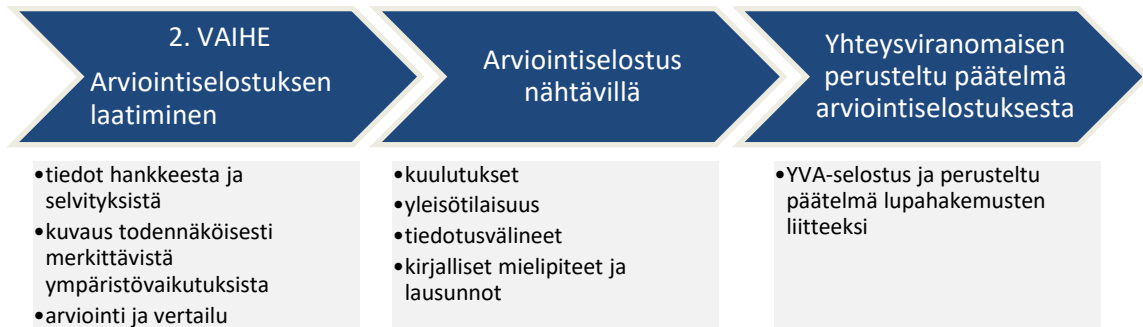 2. VAIHE
Arviointiselostuksen
laatiminen
Arviointiselostus
nähtävillä
Yhteysviranomaisen
perusteltu päätelmä
arviointiselostuksesta
•tiedot hankkeesta ja
selvityksistä
•kuvaus todennäköisesti
merkittävistä
ympäristövaikutuksista
•arviointi ja vertailu
•kuulutukset
•yleisötilaisuus
•tiedotusvälineet
•kirjalliset mielipiteet ja
lausunnot
•YVA-selostus ja perusteltu
päätelmä lupahakemusten
liitteeksi